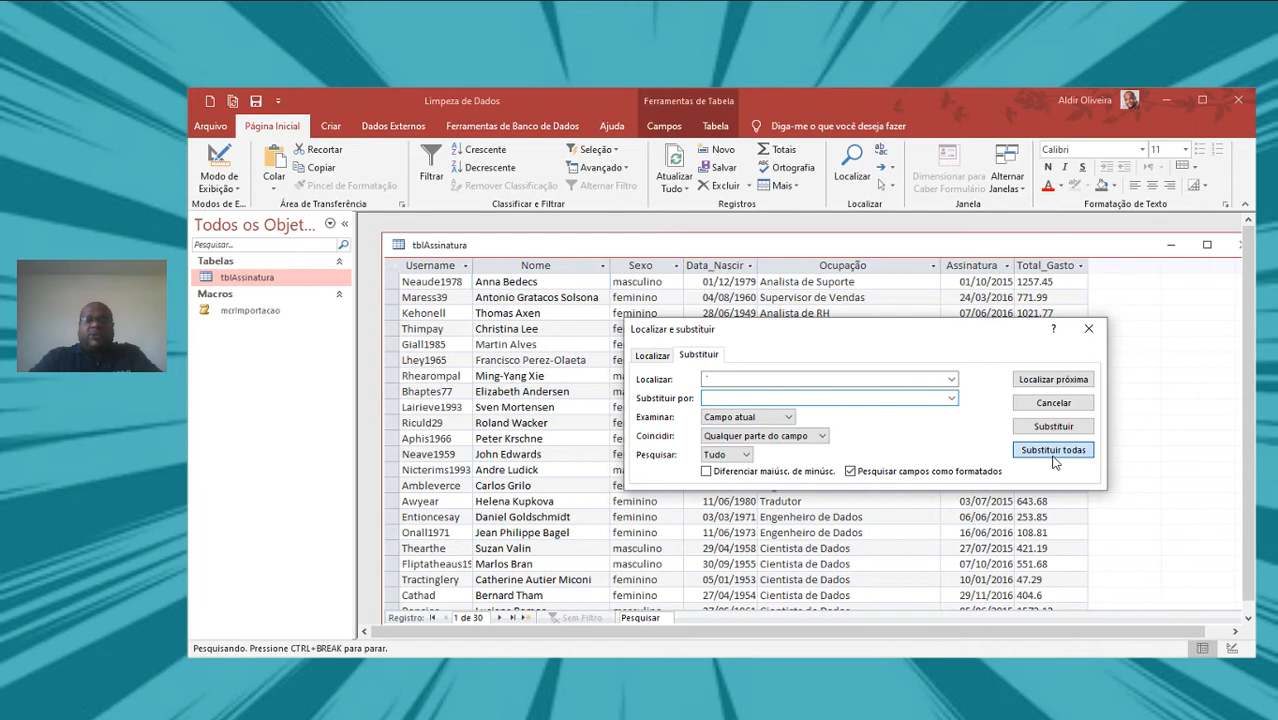 Limpeza de Dados
Ferramentas de Tabela
Aldir Oliveira
Arquivo
Página Inicial
Criar
Dados Externos
Ferramentas de Banco de Dados
Ajuda
Campos
Tabela
Diga-me o que você deseja fazer
Modo de Exibição
Modos de E...
Colar
Recortar
Copiar
Pincel de Formatação
Área de Transferência
Filtrar
Crescente
Decrescente
Remover Classificação
Seleção
Avançado
Alternar Filtro
Classificar e Filtrar
Atualizar Tudo
Novo
Salvar
Excluir
Totais
Ortografia
Mais
Registros
Localizar
Localizar
Dimensionar para Caber Formulário
Alternar Janelas
Janela
Calibri
11
N I S
Formatação de Texto
Todos os Objet...
Pesquisar...
Tabelas
tblAssinatura
Macros
mcrImportacao
tblAssinatura
Username Nome Sexo Data_Nascir Ocupação Assinatura Total_Gasto
Neaude1978 Anna Bedecs masculino 01/12/1979 Analista de Suporte 01/10/2015 1257.45
Maress39 Antonio Gratacos Solsona feminino 04/08/1960 Supervisor de Vendas 24/03/2016 771.99
Kehonell Thomas Axen feminino 28/06/1949 Analista de RH 07/06/2016 1021.77
Thimpay Christina Lee
Giall1985 Martin Alves
Lhey1965 Francisco Perez-Olaeta
Rhearompal Ming-Yang Xie
Bhaptes77 Elizabeth Andersen
Lairieve1993 Sven Mortensen
Riculd29 Roland Wacker
Aphis1966 Peter Krschne
Neave1959 John Edwards
Nicterims1993 Andre Ludick
Ambleverce Carlos Grilo
Awyear Helena Kupkova feminino 11/06/1980 Tradutor 03/07/2015 643.68
Entioncesay Daniel Goldschmidt feminino 03/03/1971 Engenheiro de Dados 06/06/2016 253.85
Onall1971 Jean Philippe Bagel feminino 11/06/1973 Engenheiro de Dados 16/06/2016 108.81
Thearthe Suzan Valin masculino 29/04/1958 Cientista de Dados 27/07/2015 421.19
Fliptatheus197 Marlos Bran masculino 30/09/1955 Cientista de Dados 07/10/2016 551.68
Tractinglery Catherine Autier Miconi feminino 05/01/1953 Cientista de Dados 10/01/2016 47.29
Cathad Bernard Tham feminino 27/04/1954 Cientista de Dados 29/11/2016 404.6
Localizar e substituir
?
Localizar
Substituir
Localizar:
Localizar próxima
Substituir por:
Cancelar
Examinar: Campo atual
Substituir
Coincidir: Qualquer parte do campo
Pesquisar: Tudo
Substituir todas
Diferenciar maiúsc. de minúsc.
Pesquisar campos como formatados
Registro: 1 de 30
Sem Filtro
Pesquisar
Pesquisando. Pressione CTRL+BREAK para parar.